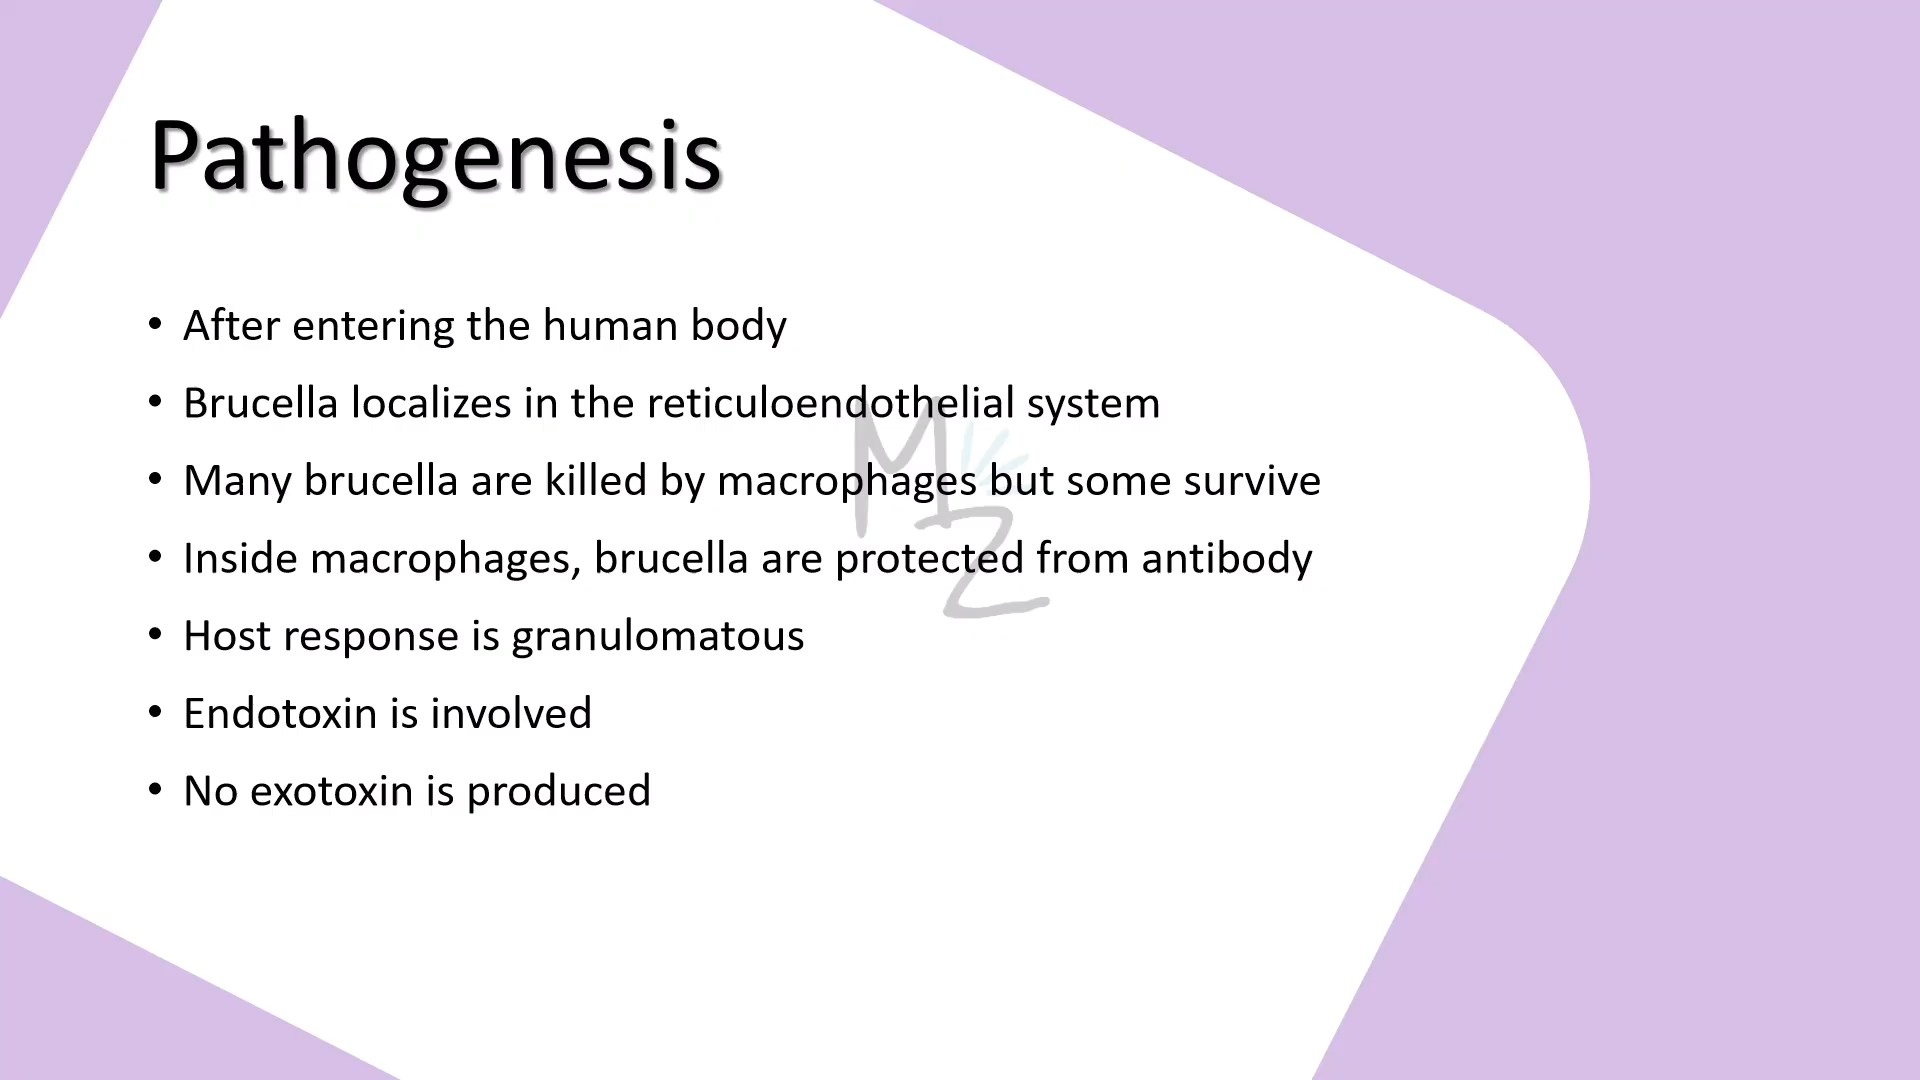 Pathogenesis
• After entering the human body
• Brucella localizes in the reticuloendothelial system
• Many brucella are killed by macrophages but some survive
• Inside macrophages, brucella are protected from antibody
• Host response is granulomatous
• Endotoxin is involved
• No exotoxin is produced
MZ